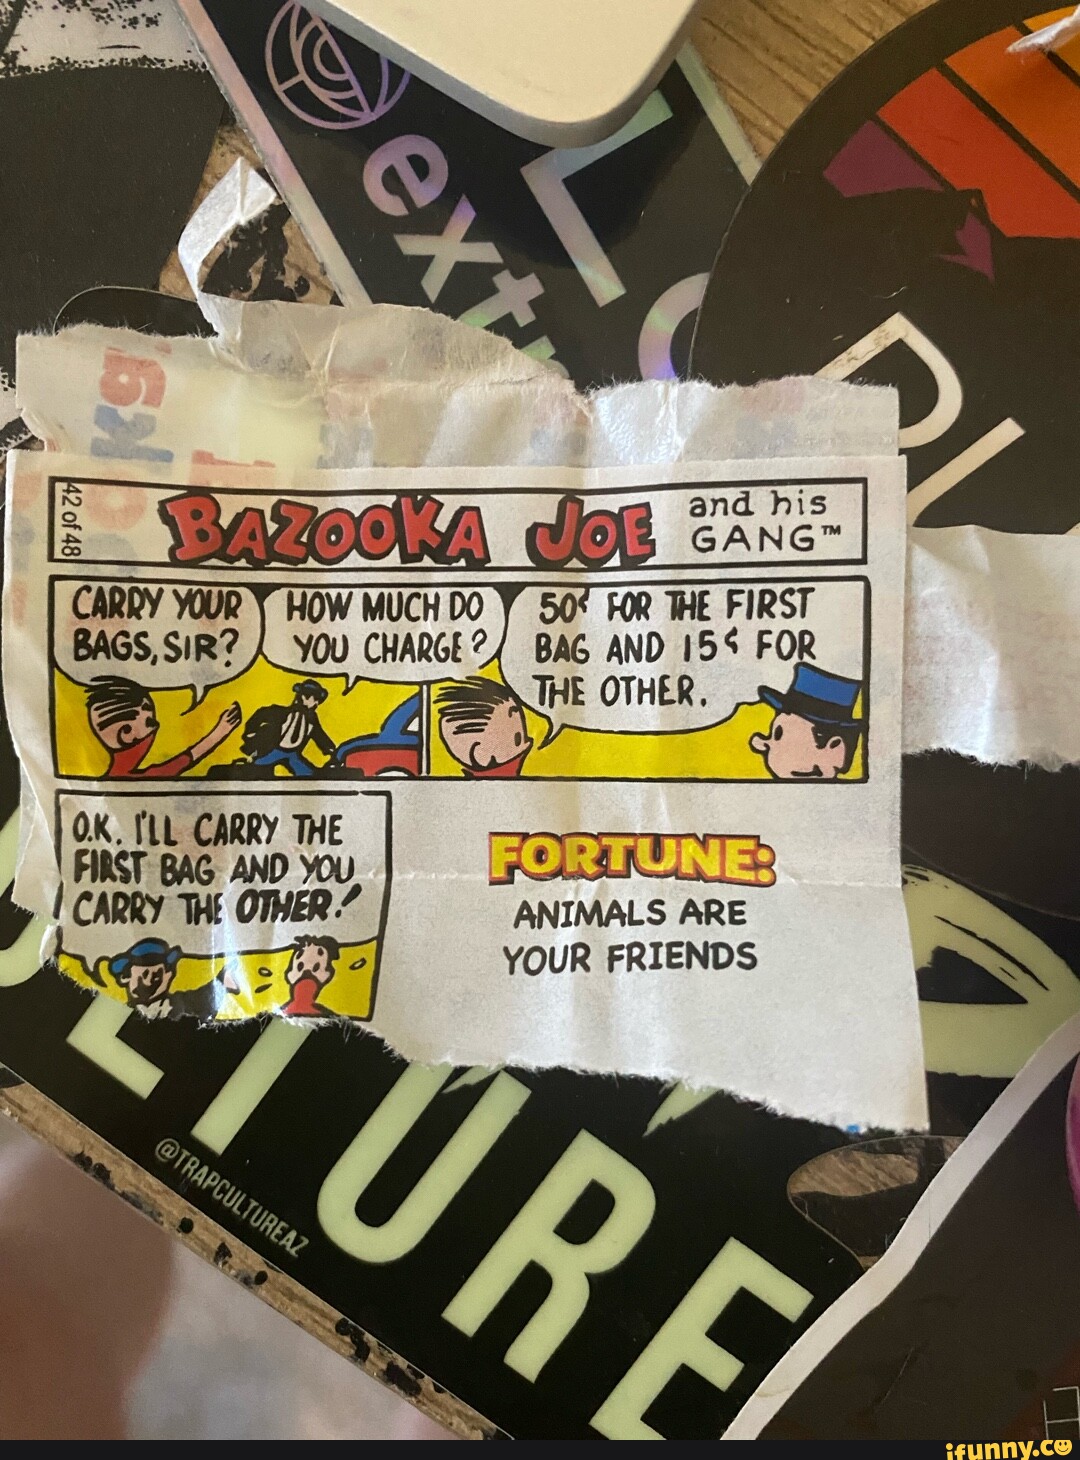 ext
42 of 48
BAZOOKA JOE and his
GANG™
CARRY YOUR
BAGS, SIR?
HOW MUCH DO
YOU CHARGE?
50¢ FOR THE FIRST
BAG AND 15¢ FOR
THE OTHER.
O.K. I'LL CARRY THE
FIRST BAG AND YOU
CARRY THE OTHER!
FORTUNE:
ANIMALS ARE
YOUR FRIENDS
@TRAPCULTUREAZ
ifunny.co